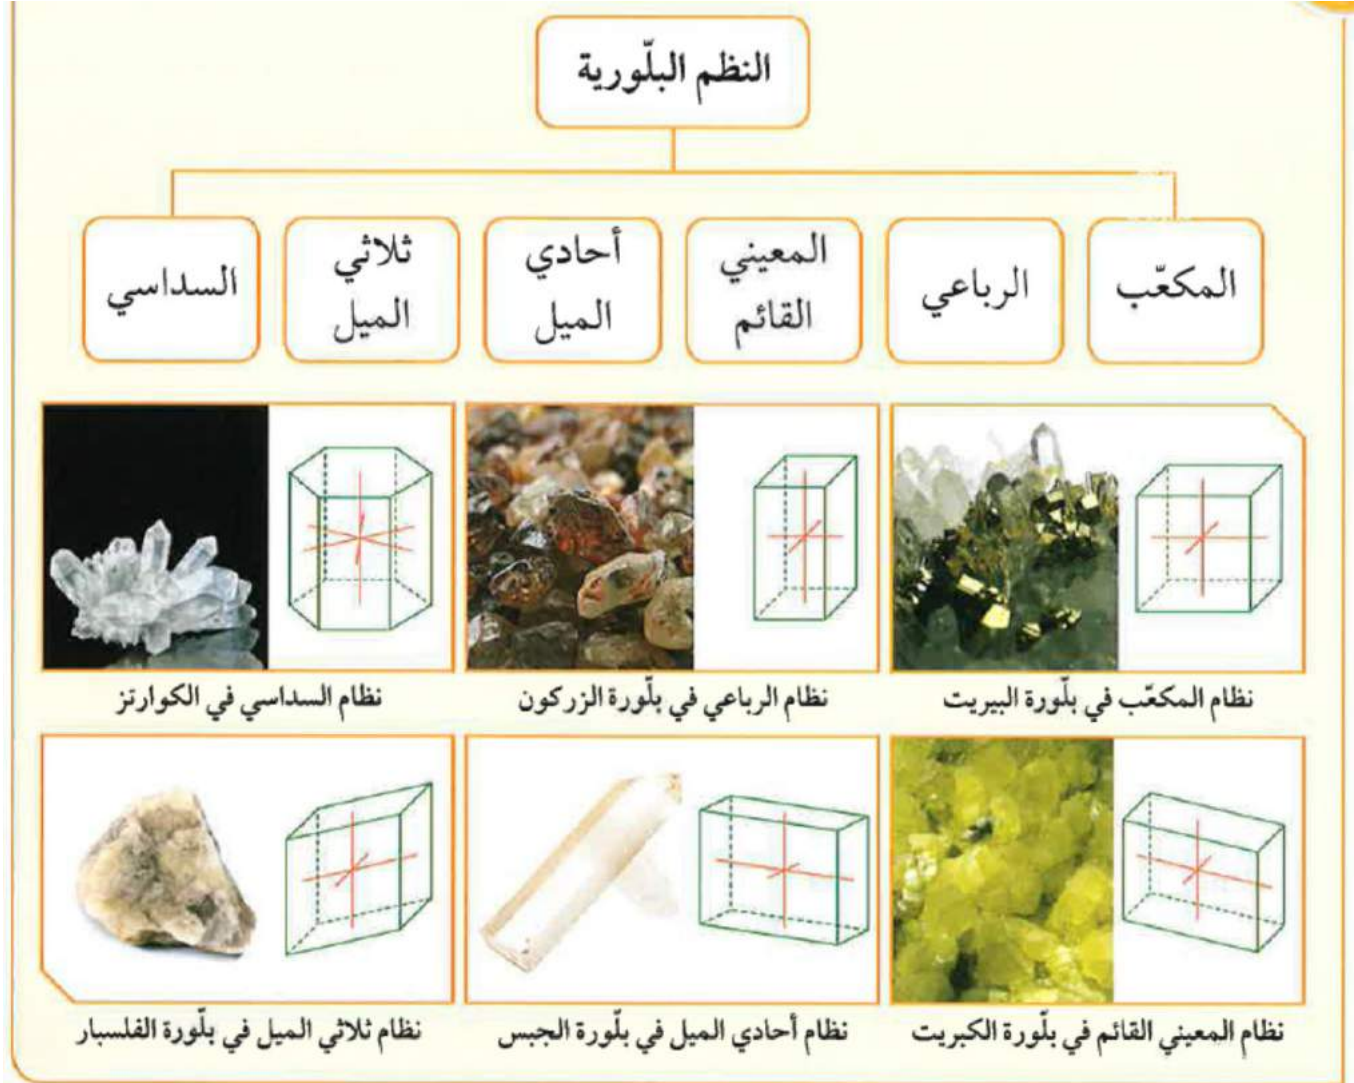 النظم البلّورية
المكعّب
الرباعي
المعيني
القائم
أحادي
الميل
ثلاثي
الميل
السداسي
نظام المكعّب في بلّورة البيريت
نظام الرباعي في بلّورة الزركون
نظام السداسي في الكوارتز
نظام المعيني القائم في بلّورة الكبريت
نظام أحادي الميل في بلّورة الجبس
نظام ثلاثي الميل في بلّورة الفلسبار